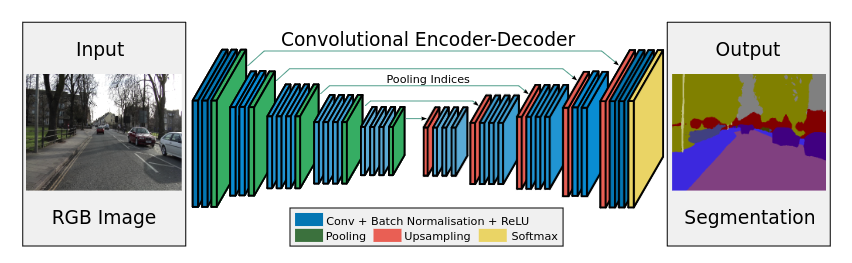 Input
RGB Image
Convolutional Encoder-Decoder
Pooling Indices
Output
Segmentation
Conv + Batch Normalisation + ReLU
Pooling Upsampling Softmax